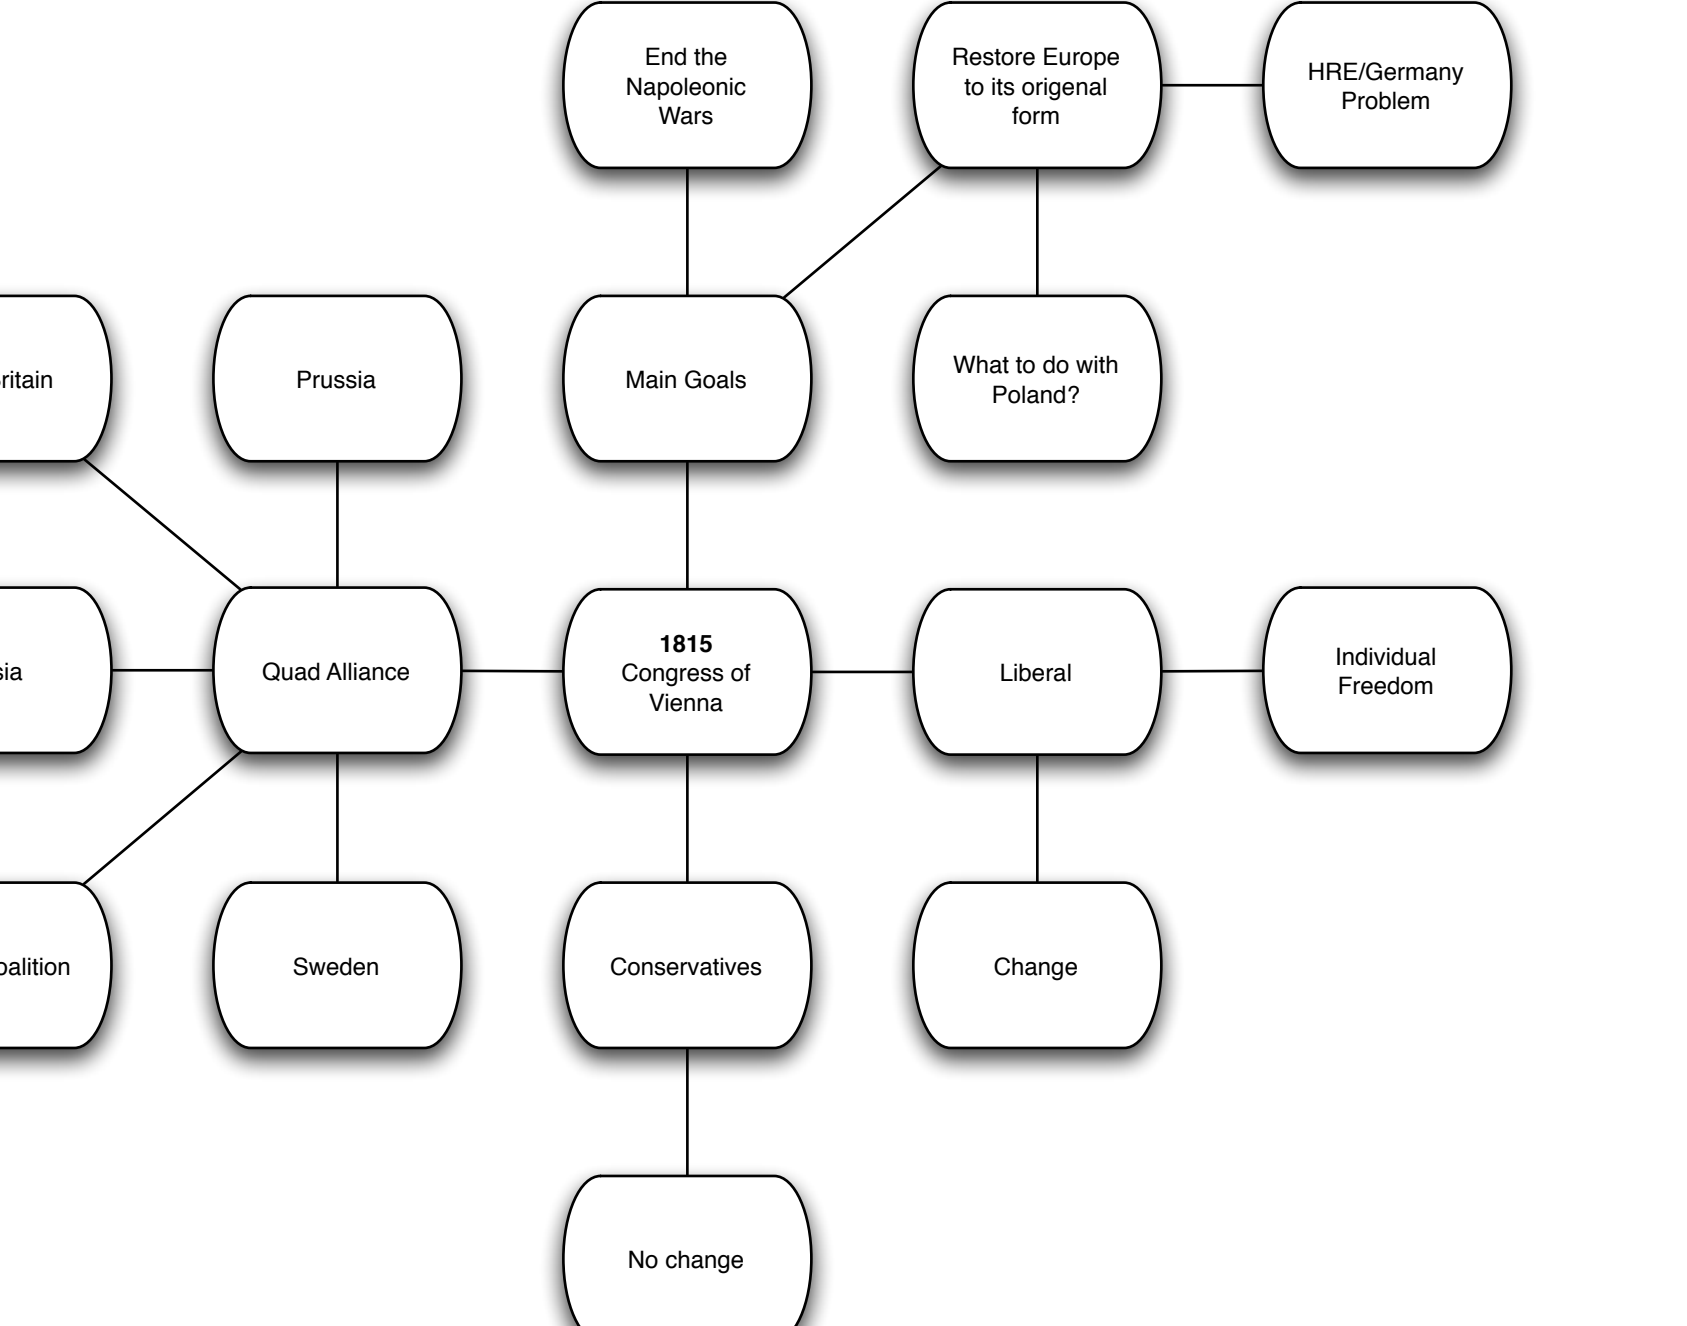 End the
Napoleonic
Wars
Restore Europe
to its origenal
form
HRE/Germany
Problem
Prussia
Main Goals
What to do with
Poland?
Quad Alliance
1815
Congress of
Vienna
Liberal
Individual
Freedom
Sweden
Conservatives
Change
No change